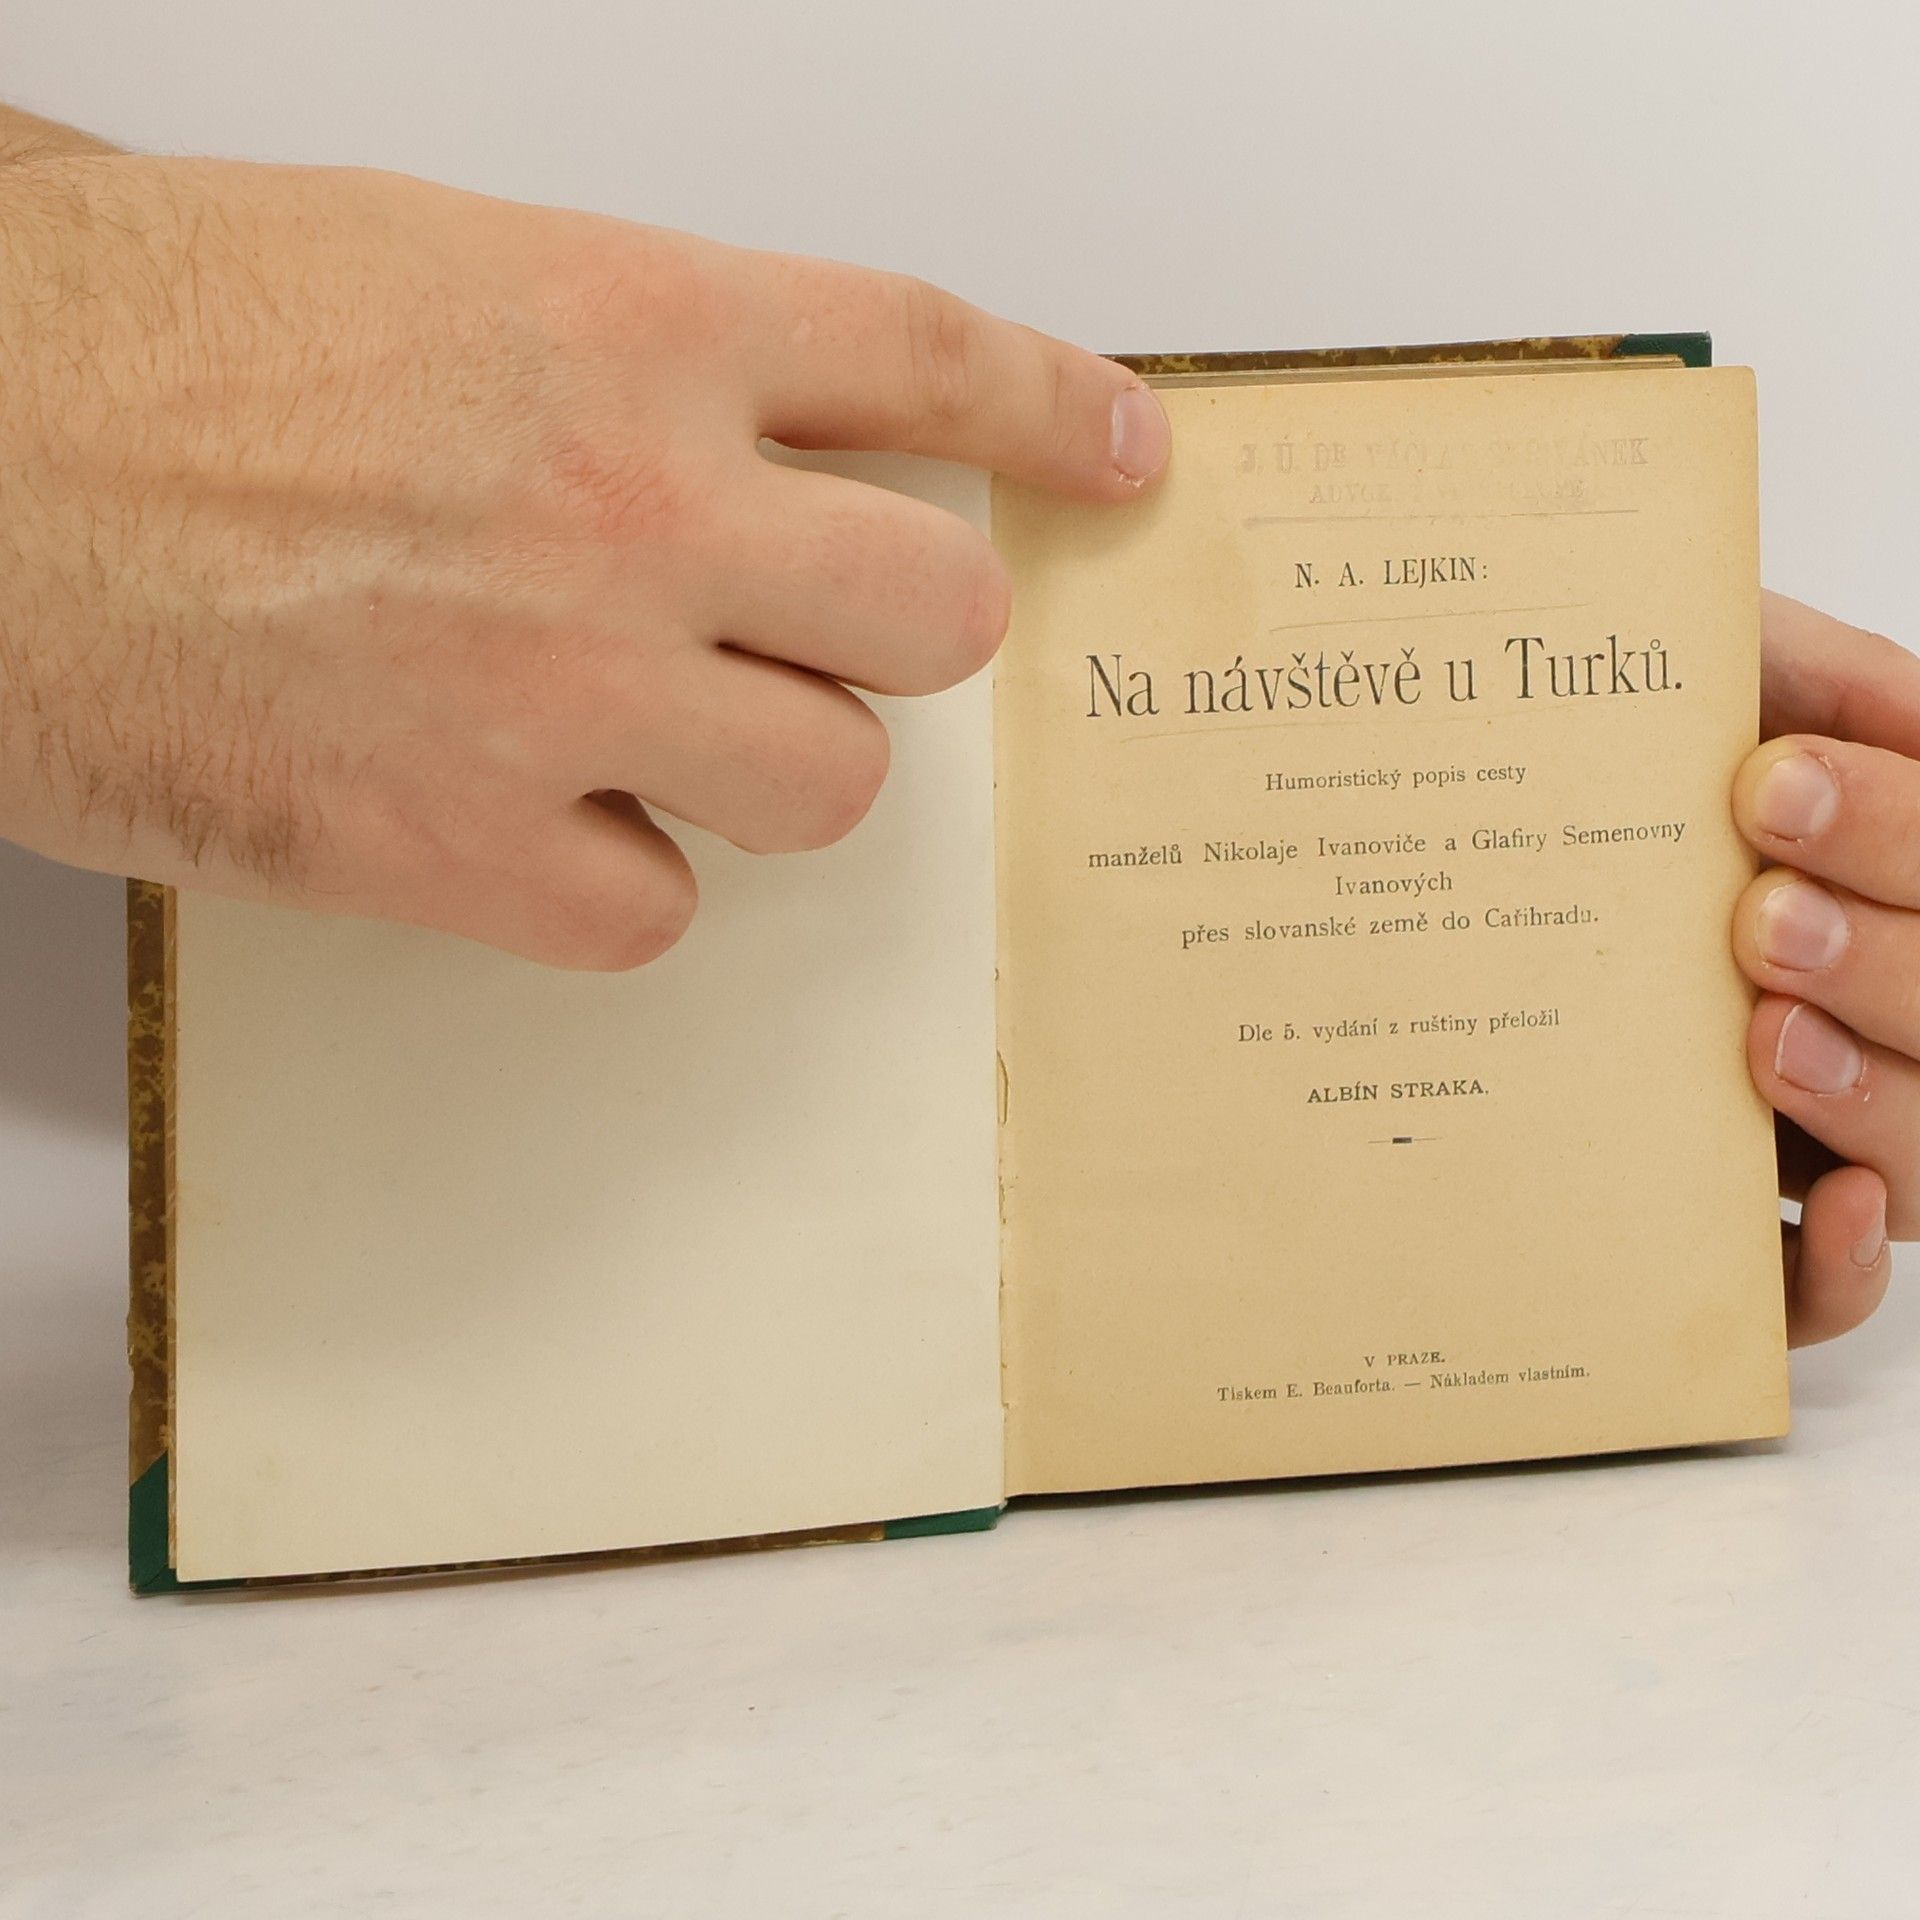 J. Ú. DR
N. A. LEJKIN:
Na návštěvě u Turků.
Humoristický popis cesty
manželů Nikolaje Ivanoviče a Glafiry Semenovny
Ivanových
přes slovanské země do Cařihradu.
Dle 5. vydání z ruštiny přeložil
ALBÍN STRAKA.
V PRAZE.
Tiskem E. Beauforta. — Nákladem vlastním.